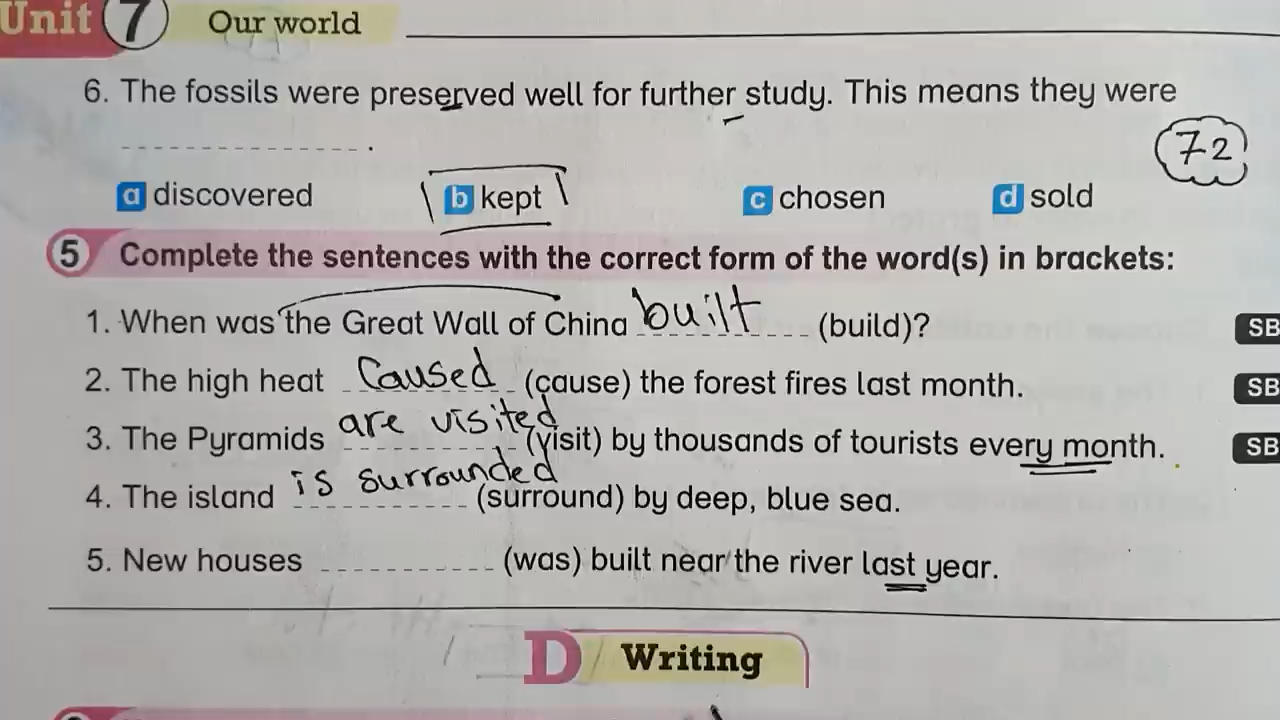 Unit 7 Our world
6. The fossils were preserved well for further study. This means they were
.
72
a discovered b kept c chosen d sold
5 Complete the sentences with the correct form of the word(s) in brackets:
1. When was the Great Wall of China built (build)? SB
2. The high heat Caused (cause) the forest fires last month. SB
3. The Pyramids are visited (visit) by thousands of tourists every month. SB
4. The island is surrounded (surround) by deep, blue sea.
5. New houses (was) built near the river last year.
D Writing